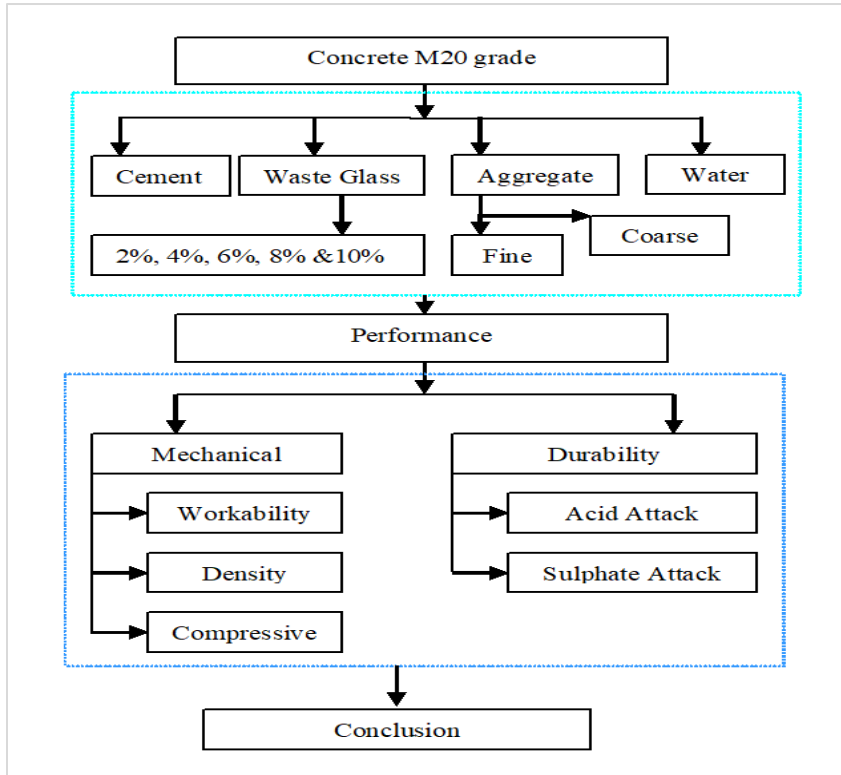 Concrete M20 grade
Cement
Waste Glass
Aggregate
Water
2%, 4%, 6%, 8% &10%
Fine
Coarse
Performance
Mechanical
Durability
Workability
Acid Attack
Density
Sulphate Attack
Compressive
Conclusion